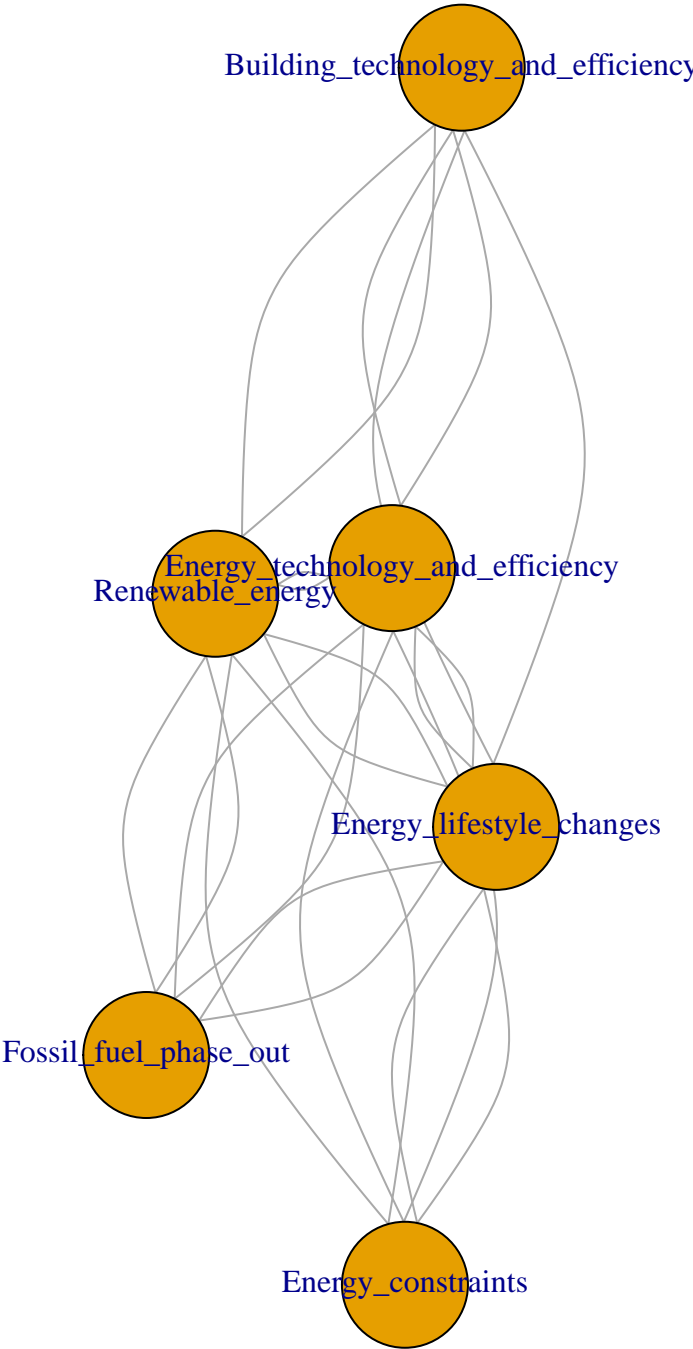 Building_technology_and_efficiency
Energy_technology_and_efficiency
Renewable_energy
Energy_lifestyle_changes
Fossil_fuel_phase_out
Energy_constraints